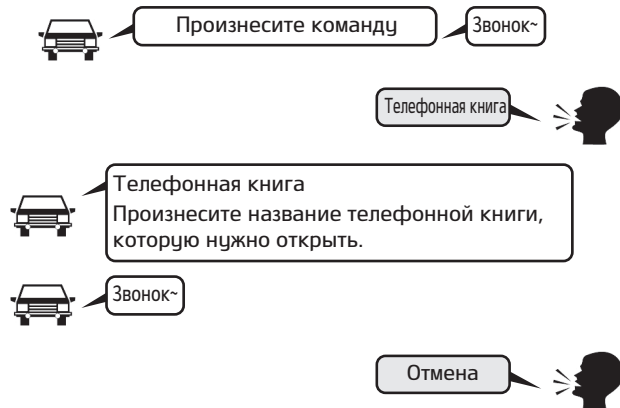 Произнесите команду
Звонок~
Телефонная книга
Телефонная книга
Произнесите название телефонной книги,
которую нужно открыть.
Звонок~
Отмена